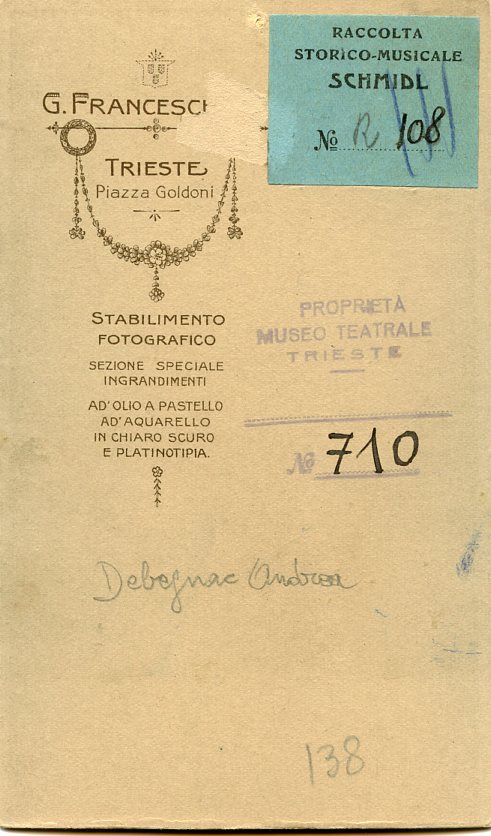 RACCOLTA
STORICO-MUSICALE
SCHMIDL
No R 108
G. FRANCESCH
TRIESTE
Piazza Goldoni
STABILIMENTO
FOTOGRAFICO
SEZIONE SPECIALE
INGRANDIMENTI
AD'OLIO A PASTELLO
AD'AQUARELLO
IN CHIARO SCURO
E PLATINOTIPIA.
PROPRIETÀ
MUSEO TEATRALE
TRIESTE
No 710
Debegnac Andrea
138